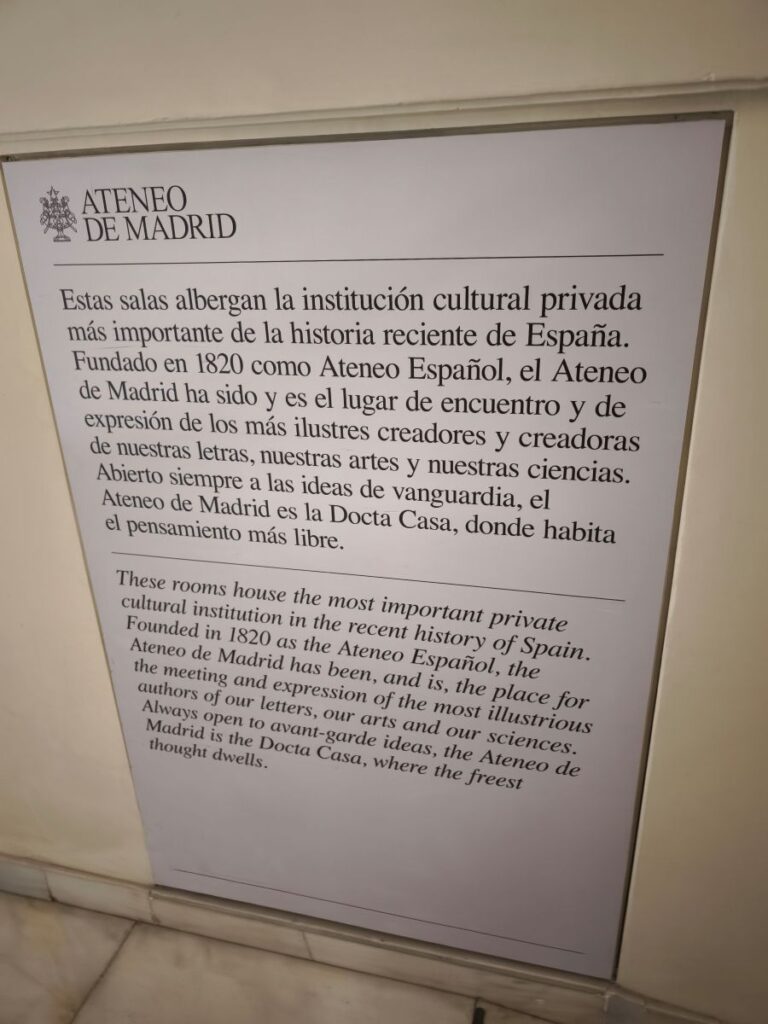 ATENEO
DE MADRID
Estas salas albergan la institución cultural privada
más importante de la historia reciente de España.
Fundado en 1820 como Ateneo Español, el Ateneo
de Madrid ha sido y es el lugar de encuentro y de
expresión de los más ilustres creadores y creadoras
de nuestras letras, nuestras artes y nuestras ciencias.
Abierto siempre a las ideas de vanguardia, el
Ateneo de Madrid es la Docta Casa, donde habita
el pensamiento más libre.
These rooms house the most important private
cultural institution in the recent history of Spain.
Founded in 1820 as the Ateneo Español, the
Ateneo de Madrid has been, and is, the place for
the meeting and expression of the most illustrious
authors of our letters, our arts and our sciences.
Always open to avant-garde ideas, the Ateneo de
Madrid is the Docta Casa, where the freest
thought dwells.